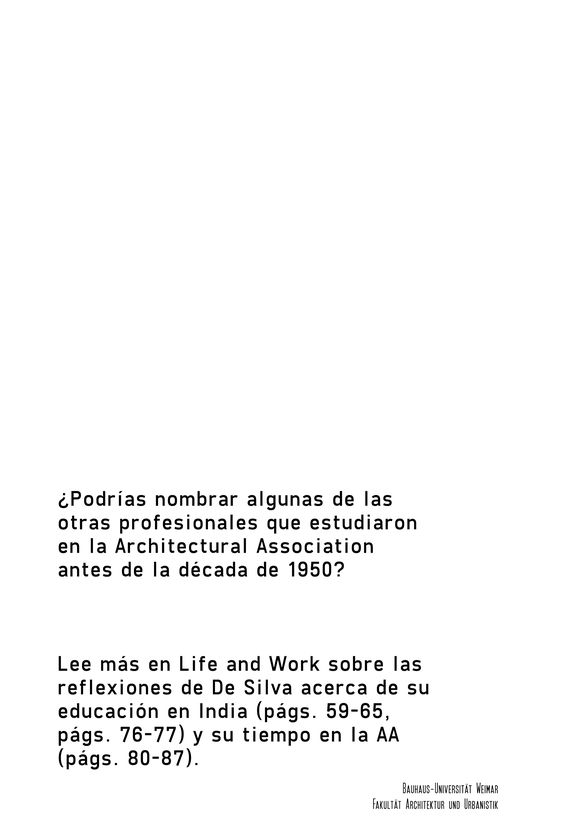 ¿Podrías nombrar algunas de las
otras profesionales que estudiaron
en la Architectural Association
antes de la década de 1950?
Lee más en Life and Work sobre las
reflexiones de De Silva acerca de su
educación en India (págs. 59-65,
págs. 76-77) y su tiempo en la AA
(págs. 80-87).
Bauhaus-Universität Weimar
Fakultät Architektur und Urbanistik